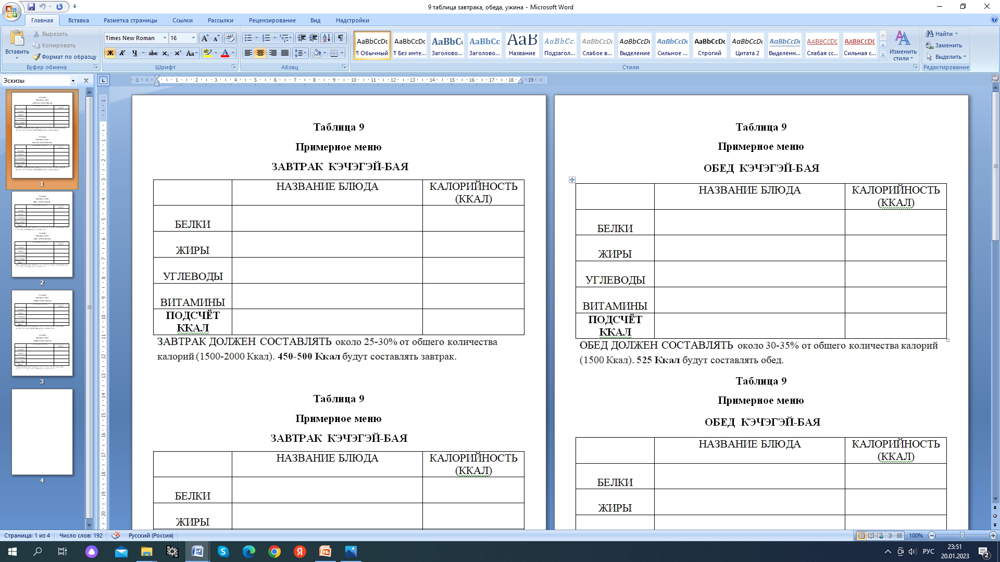 9 таблица завтрака, обеда, ужина - Microsoft Word
Главная Вставка Разметка страницы Ссылки Рассылки Рецензирование Вид Надстройки
Вставить
Вырезать
Копировать
Формат по образцу
Буфер обмена
Times New Roman 16
Ж К Ч abc x₂ x² Aa
Шрифт
Абзац
AaBbCcDc AaBbCcDc AaBbCc AaBbCc AaB AaBbCc. AaBbCcDc AaBbCcDc AaBbCcDc AaBbCcDc AaBbCcDc AaBbCcDc AaBbCcDc AaBbCcDc
¶ Обычный ¶ Без инте... Заголово... Заголово... Название Подзагол... Слабое в... Выделение Сильное ... Строгий Цитата 2 Выделенн... Слабая сс... Сильная с...
Изменить стили
Стили
Найти
Заменить
Выделить
Редактирование
Эскизы
1
2
3
4
Таблица 9
Примерное меню
ЗАВТРАК КЭЧЭГЭЙ-БАЯ
НАЗВАНИЕ БЛЮДА КАЛОРИЙНОСТЬ
(ККАЛ)
БЕЛКИ
ЖИРЫ
УГЛЕВОДЫ
ВИТАМИНЫ
ПОДСЧЁТ
ККАЛ
ЗАВТРАК ДОЛЖЕН СОСТАВЛЯТЬ около 25-30% от общего количества
калорий (1500-2000 Ккал). 450-500 Ккал будут составлять завтрак.
Таблица 9
Примерное меню
ЗАВТРАК КЭЧЭГЭЙ-БАЯ
НАЗВАНИЕ БЛЮДА КАЛОРИЙНОСТЬ
(ККАЛ)
БЕЛКИ
ЖИРЫ
Таблица 9
Примерное меню
ОБЕД КЭЧЭГЭЙ-БАЯ
НАЗВАНИЕ БЛЮДА КАЛОРИЙНОСТЬ
(ККАЛ)
БЕЛКИ
ЖИРЫ
УГЛЕВОДЫ
ВИТАМИНЫ
ПОДСЧЁТ
ККАЛ
ОБЕД ДОЛЖЕН СОСТАВЛЯТЬ около 30-35% от общего количества калорий
(1500 Ккал). 525 Ккал будут составлять обед.
Таблица 9
Примерное меню
ОБЕД КЭЧЭГЭЙ-БАЯ
НАЗВАНИЕ БЛЮДА КАЛОРИЙНОСТЬ
(ККАЛ)
БЕЛКИ
ЖИРЫ
Страница: 1 из 4 Число слов: 192 Русский (Россия) 100%
РУС 23:51
20.01.2023 2